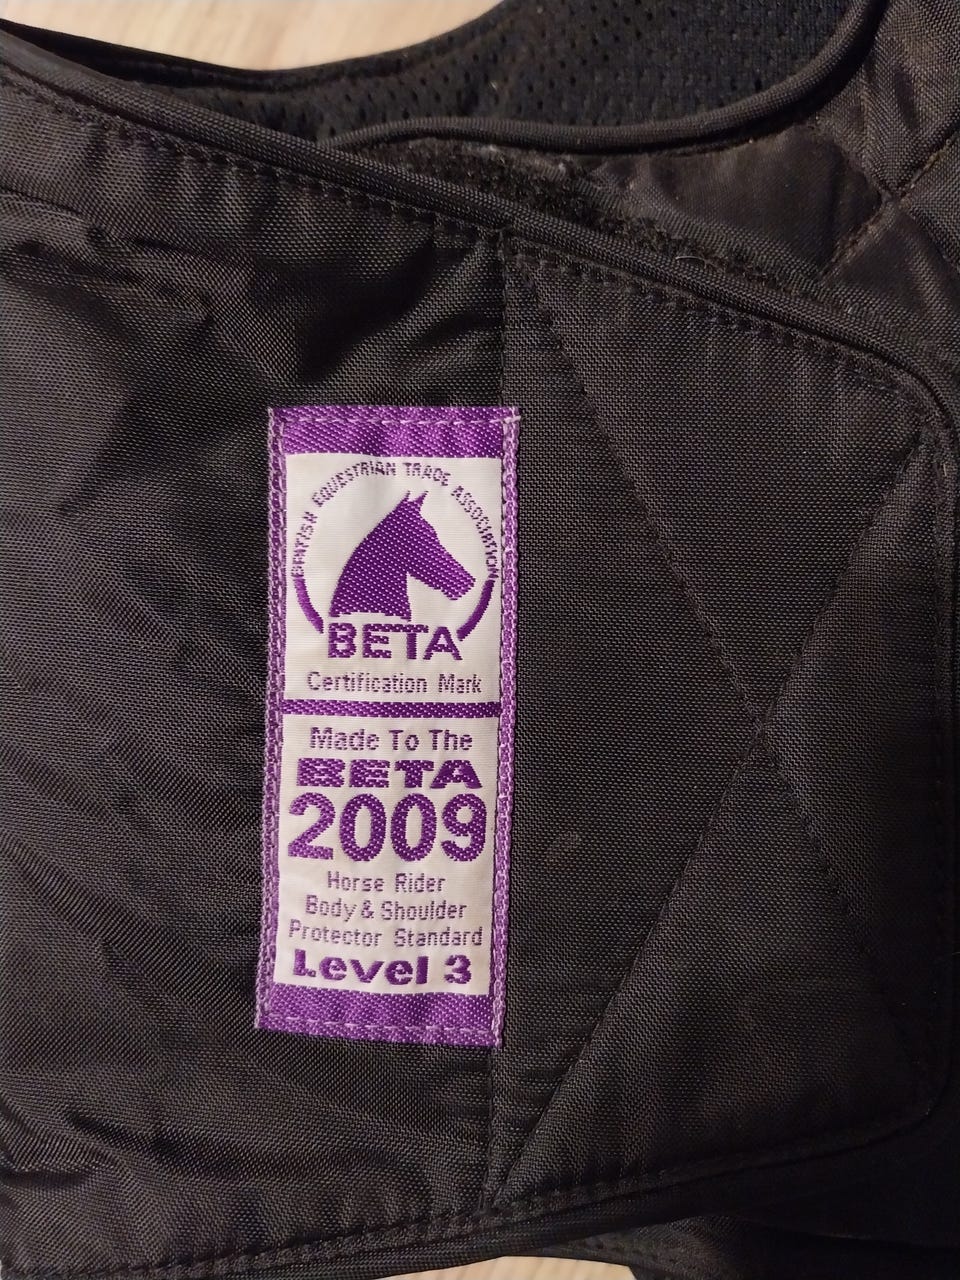 BRITISH EQUESTRIAN TRADE ASSOCIATION
BETA
Certification Mark
Made To The
BETA
2009
Horse Rider
Body & Shoulder
Protector Standard
Level 3